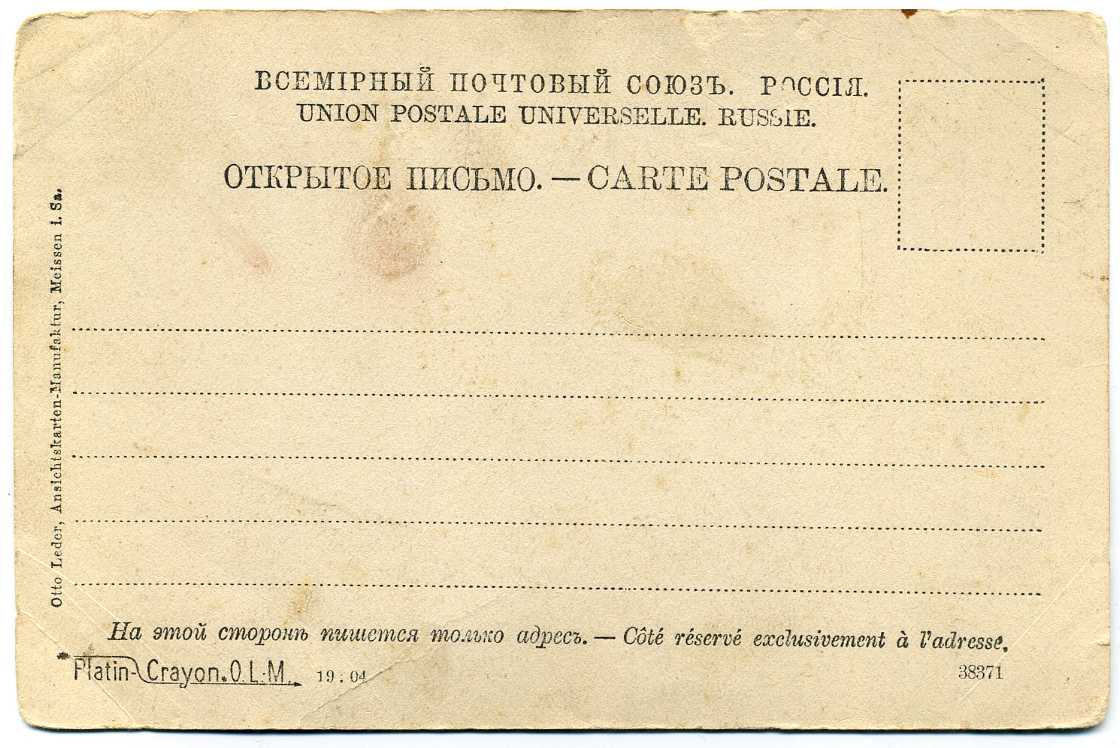 ВСЕМІРНЫЙ ПОЧТОВЫЙ СОЮЗЪ. РОССІЯ.
UNION POSTALE UNIVERSELLE. RUSSIE.
ОТКРЫТОЕ ПИСЬМО. — CARTE POSTALE.
Otto Leder, Ansichtskarten-Manufaktur, Meissen i. Sa.
На этой сторонѣ пишется только адресъ. — Côté réservé exclusivement à l'adresse.
Platin-Crayon. O. L. M. 19:04 38371